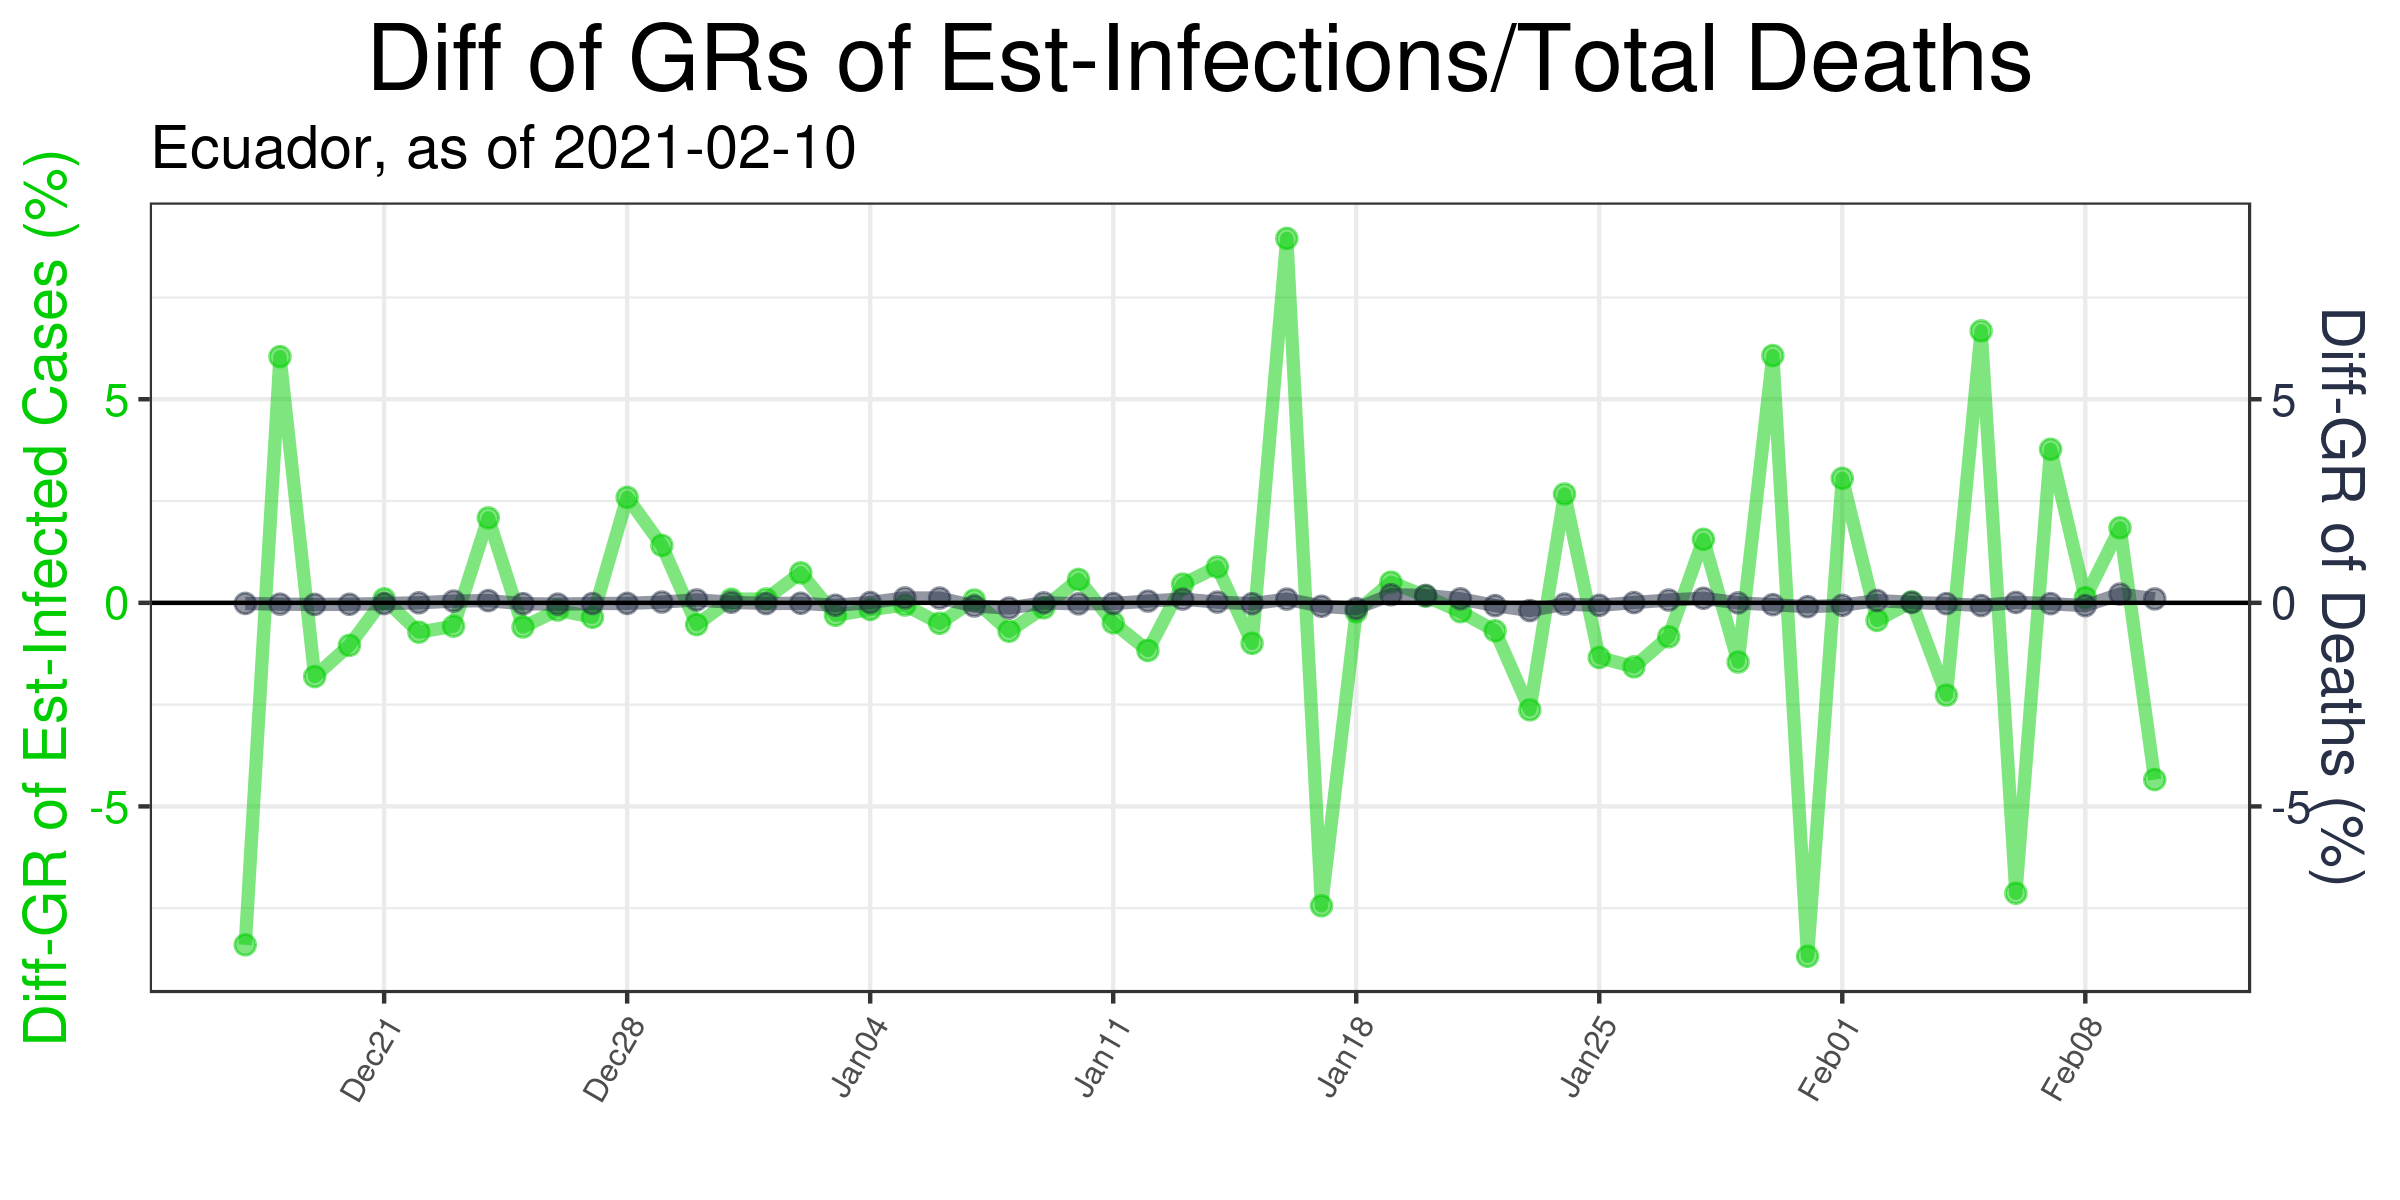 Diff of GRs of Est-Infections/Total Deaths
Ecuador, as of 2021-02-10
Diff-GR of Est-Infected Cases (%)
5
0
-5
5
0
-5
Diff-GR of Deaths (%)
Dec21
Dec28
Jan04
Jan11
Jan18
Jan25
Feb01
Feb08